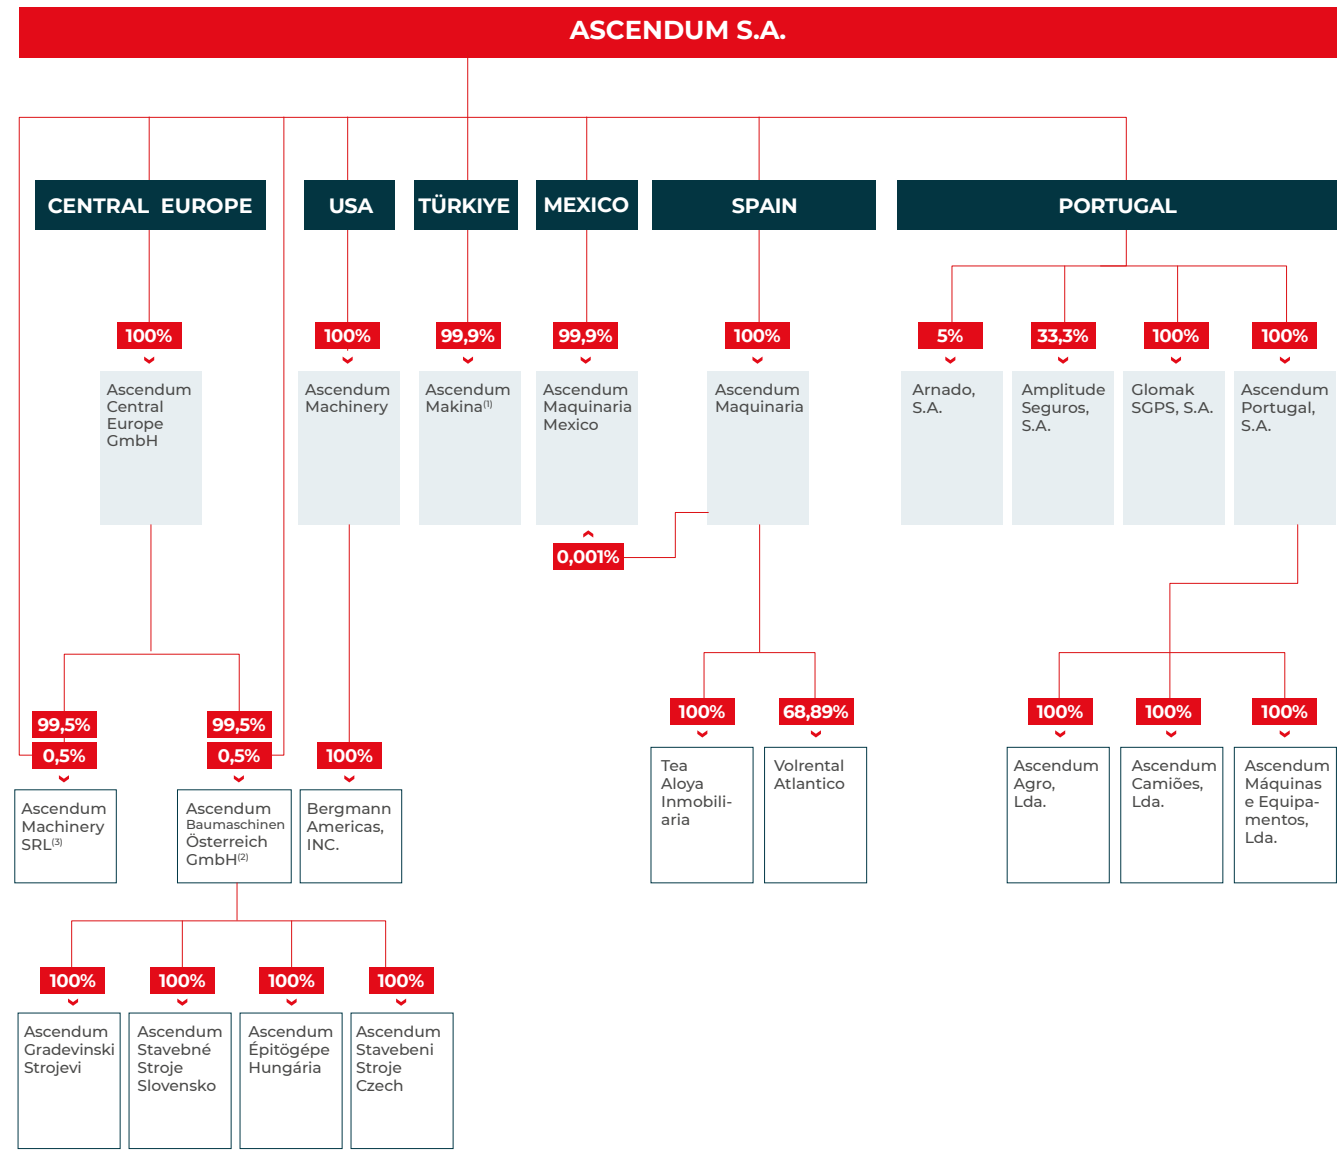 ASCENDUM S.A.
CENTRAL EUROPE
USA
TÜRKIYE
MEXICO
SPAIN
PORTUGAL
100%
100%
99,9%
99,9%
100%
5%
33,3%
100%
100%
Ascendum
Central
Europe
GmbH
Ascendum
Machinery
Ascendum
Makina(1)
Ascendum
Maquinaria
Mexico
Ascendum
Maquinaria
Arnado,
S.A.
Amplitude
Seguros,
S.A.
Glomak
SGPS, S.A.
Ascendum
Portugal,
S.A.
0,001%
99,5%
0,5%
99,5%
0,5%
100%
100%
68,89%
100%
100%
100%
Ascendum
Machinery
SRL(3)
Ascendum
Baumaschinen
Österreich
GmbH(2)
Bergmann
Americas,
INC.
Tea
Aloya
Inmobili-
aria
Volrental
Atlantico
Ascendum
Agro,
Lda.
Ascendum
Camiões,
Lda.
Ascendum
Máquinas
e Equipa-
mentos,
Lda.
100%
100%
100%
100%
Ascendum
Gradevinski
Strojevi
Ascendum
Stavebné
Stroje
Slovensko
Ascendum
Épitögépe
Hungária
Ascendum
Stavebeni
Stroje
Czech